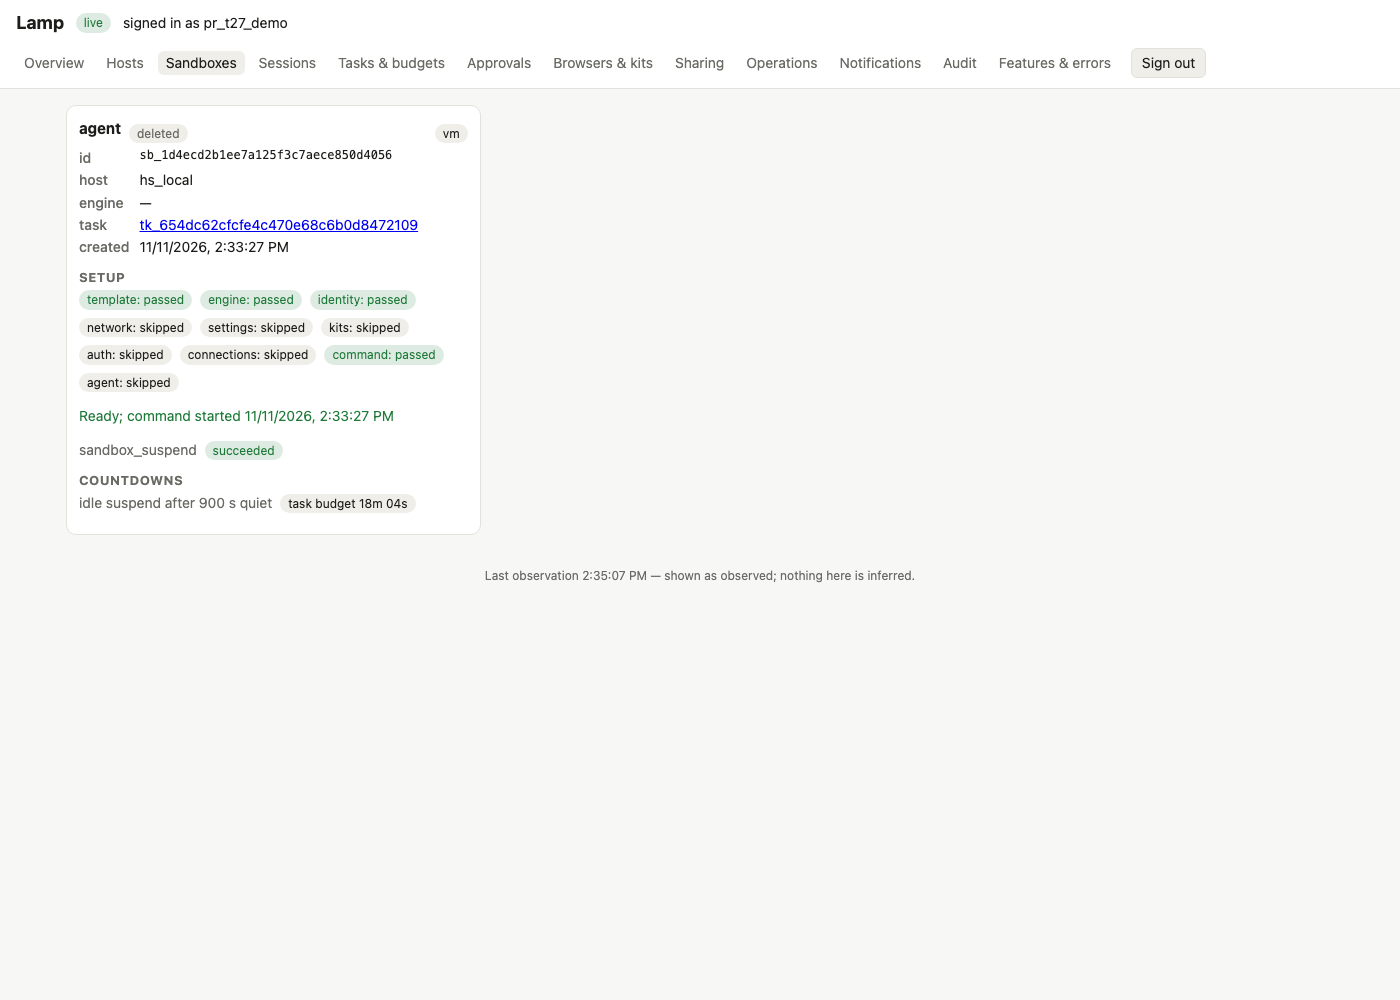 Lamp live signed in as pr_t27_demo
Overview Hosts Sandboxes Sessions Tasks & budgets Approvals Browsers & kits Sharing Operations Notifications Audit Features & errors Sign out
agent deleted vm
id sb_1d4ecd2b1ee7a125f3c7aece850d4056
host hs_local
engine —
task tk_654dc62cfcfe4c470e68c6b0d8472109
created 11/11/2026, 2:33:27 PM
SETUP
template: passed engine: passed identity: passed
network: skipped settings: skipped kits: skipped
auth: skipped connections: skipped command: passed
agent: skipped
Ready; command started 11/11/2026, 2:33:27 PM
sandbox_suspend succeeded
COUNTDOWNS
idle suspend after 900 s quiet task budget 18m 04s
Last observation 2:35:07 PM — shown as observed; nothing here is inferred.